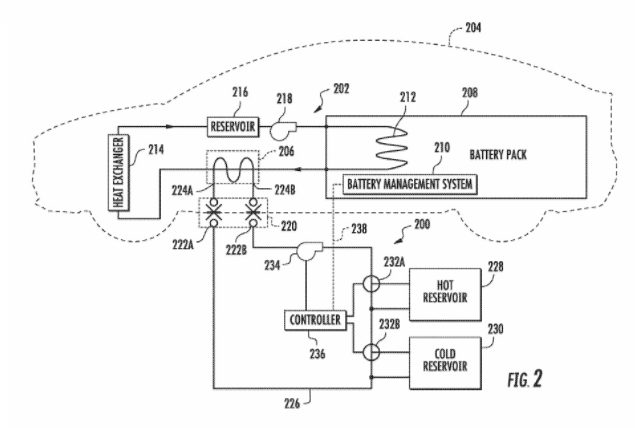 204
216
218
202
208
RESERVOIR
212
206
214
HEAT EXCHANGER
210
BATTERY PACK
224A
224B
BATTERY MANAGEMENT SYSTEM
220
222A
222B
238
200
234
232A
228
HOT
RESERVOIR
CONTROLLER
236
232B
230
COLD
RESERVOIR
226
FIG. 2